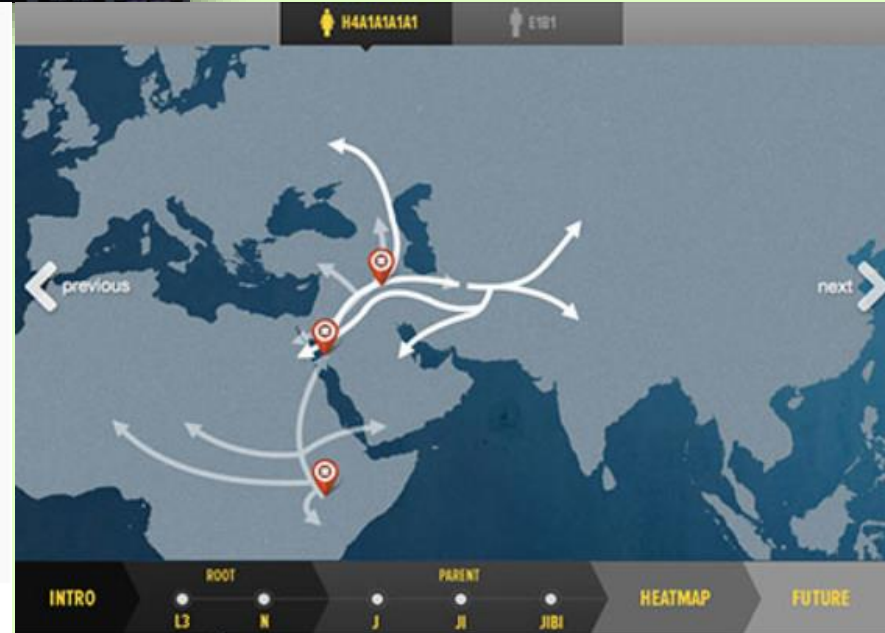 H4A1A1A1A1
E1B1
previous
next
INTRO
ROOT
L3
N
PARENT
J
J1
J1B1
HEATMAP
FUTURE